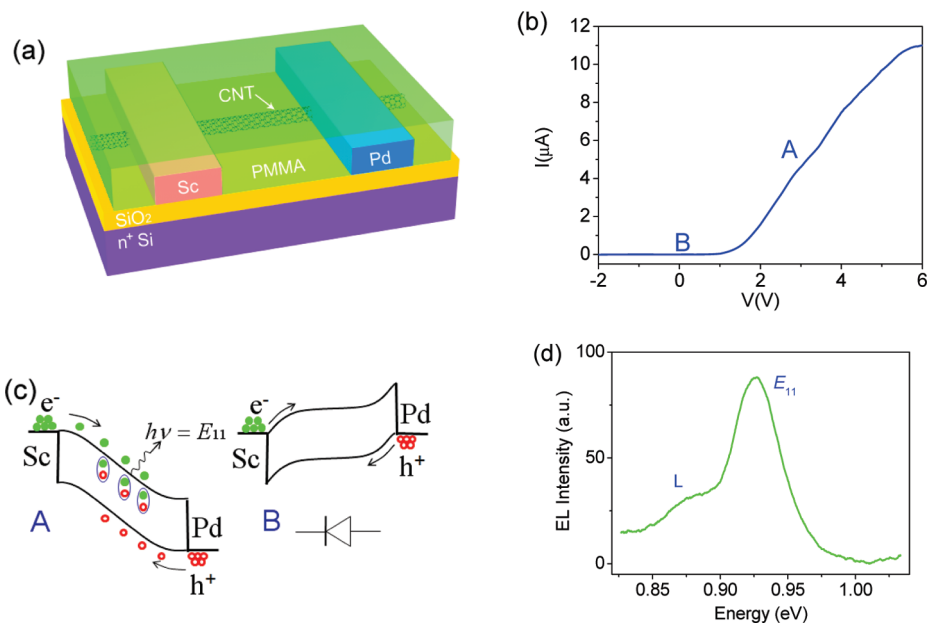 (a)
CNT
Sc
PMMA
Pd
SiO₂
n⁺ Si
(b)
I(μA)
12
10
8
6
4
2
0
A
B
-2 0 2 4 6
V(V)
(c)
e⁻
Sc
hν = E₁₁
A
Pd
h⁺
e⁻
Pd
Sc
h⁺
B
(d)
EL Intensity (a.u.)
100
50
0
E₁₁
L
0.85 0.90 0.95 1.00
Energy (eV)